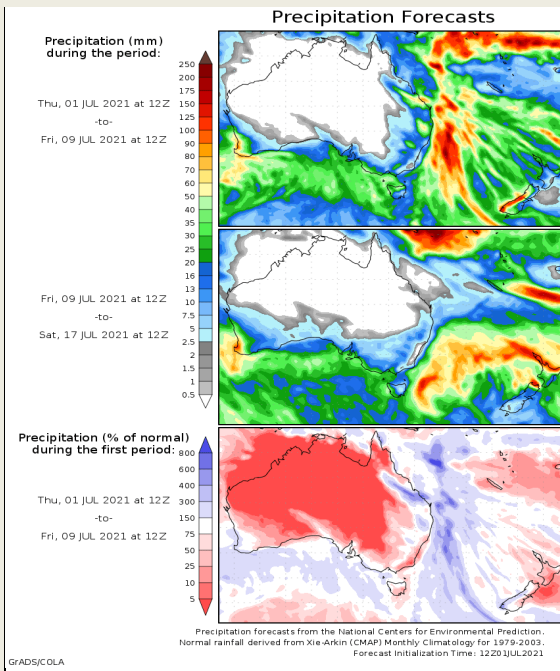 Precipitation Forecasts
Precipitation (mm)
during the period:
Thu, 01 JUL 2021 at 12Z
-to-
Fri, 09 JUL 2021 at 12Z
250
200
175
150
125
100
90
80
70
60
50
40
35
30
25
20
16
13
10
7.5
5
2.5
2
1.5
1
0.5
Fri, 09 JUL 2021 at 12Z
-to-
Sat, 17 JUL 2021 at 12Z
Precipitation (% of normal)
during the first period:
Thu, 01 JUL 2021 at 12Z
-to-
Fri, 09 JUL 2021 at 12Z
800
600
400
300
150
75
50
25
10
5
Precipitation forecasts from the National Centers for Environmental Prediction.
Normal rainfall derived from Xie-Arkin (CMAP) Monthly Climatology for 1979-2003.
Forecast Initialization Time: 12Z01JUL2021
GrADS/COLA